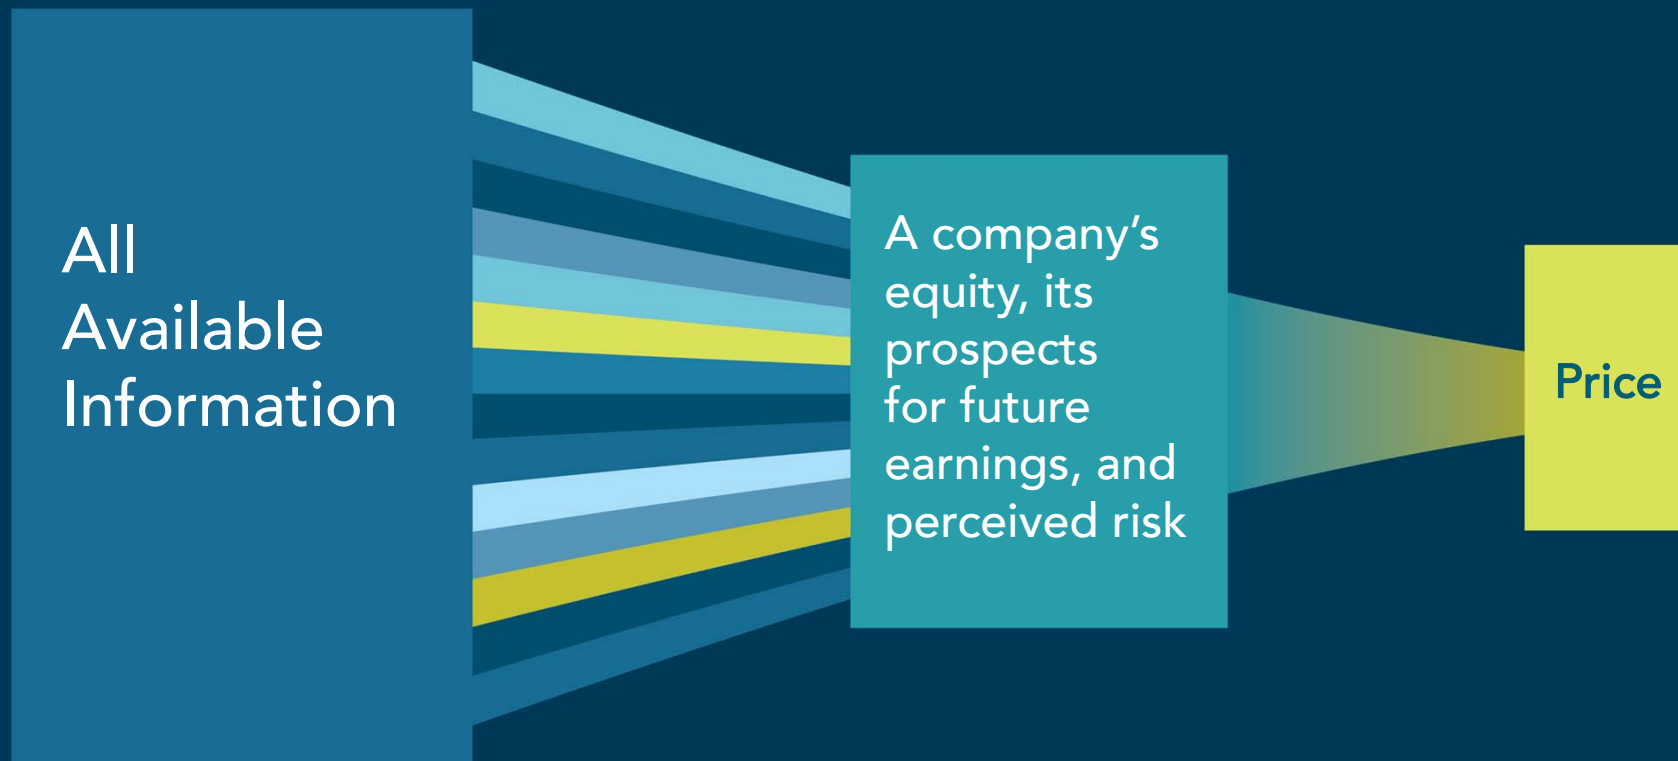 All
Available
Information
A company’s
equity, its
prospects
for future
earnings, and
perceived risk
Price